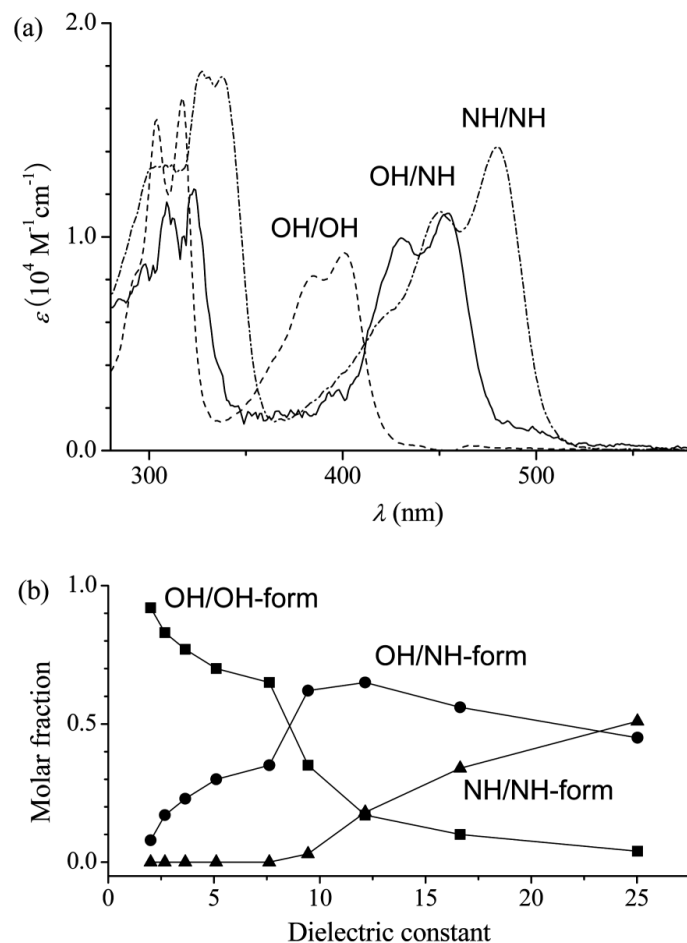 (a)
2.0
1.0
0.0
ε (10⁴ M⁻¹cm⁻¹)
NH/NH
OH/NH
OH/OH
300
400
500
λ (nm)
(b)
1.0
0.5
0.0
Molar fraction
OH/OH-form
OH/NH-form
NH/NH-form
0
5
10
15
20
25
Dielectric constant